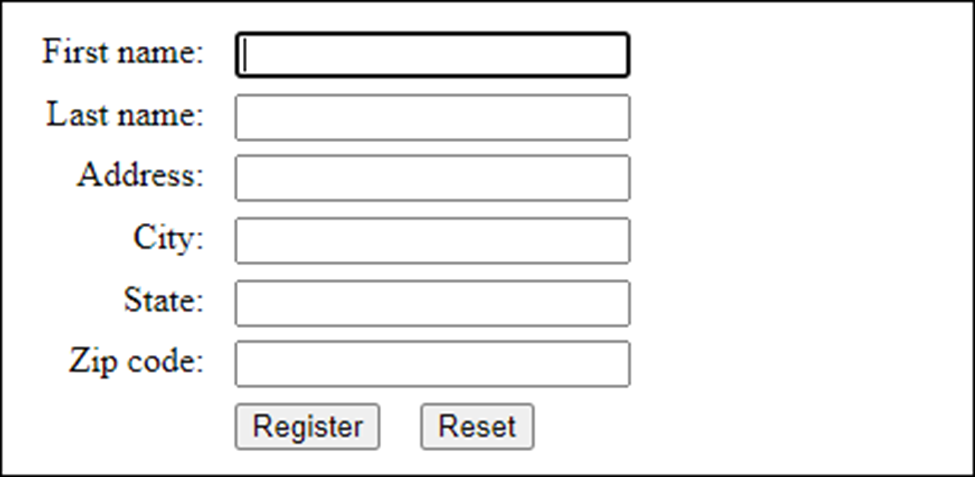 First name:
Last name:
Address:
City:
State:
Zip code:
Register Reset